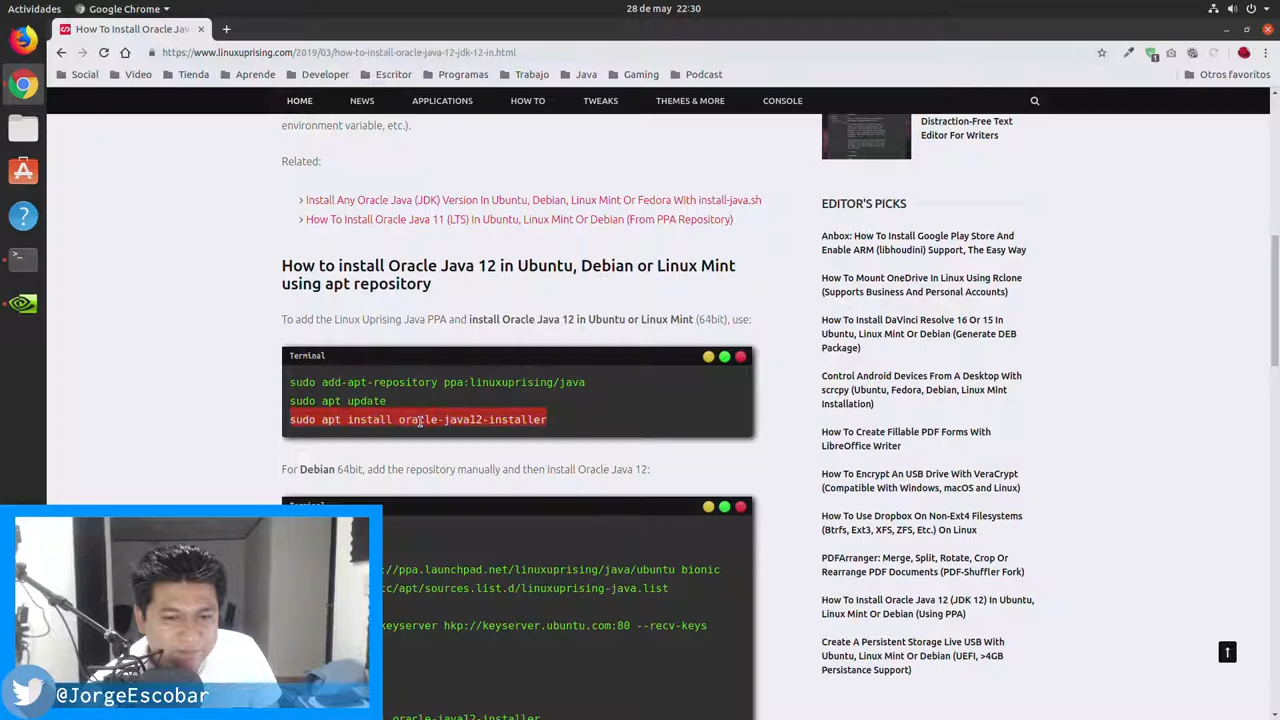 Actividades
Google Chrome
28 de may 22:30
How To Install Oracle Jav
https://www.linuxuprising.com/2019/03/how-to-install-oracle-java-12-jdk-12-in.html
Social
Video
Tienda
Aprende
Developer
Escritor
Programas
Trabajo
Java
Gaming
Podcast
Otros favoritos
HOME
NEWS
APPLICATIONS
HOW TO
TWEAKS
THEMES & MORE
CONSOLE
environment variable, etc.).
Related:
› Install Any Oracle Java (JDK) Version In Ubuntu, Debian, Linux Mint Or Fedora With install-java.sh
› How To Install Oracle Java 11 (LTS) In Ubuntu, Linux Mint Or Debian (From PPA Repository)
How to install Oracle Java 12 in Ubuntu, Debian or Linux Mint
using apt repository
To add the Linux Uprising Java PPA and install Oracle Java 12 in Ubuntu or Linux Mint (64bit), use:
Terminal
sudo add-apt-repository ppa:linuxuprising/java
sudo apt update
sudo apt install oracle-java12-installer
For Debian 64bit, add the repository manually and then install Oracle Java 12:
://ppa.launchpad.net/linuxuprising/java/ubuntu bionic
tc/apt/sources.list.d/linuxuprising-java.list
keyserver hkp://keyserver.ubuntu.com:80 --recv-keys
oracle-java12-installer
Distraction-Free Text
Editor For Writers
EDITOR'S PICKS
Anbox: How To Install Google Play Store And
Enable ARM (libhoudini) Support, The Easy Way
How To Mount OneDrive In Linux Using Rclone
(Supports Business And Personal Accounts)
How To Install DaVinci Resolve 16 Or 15 In
Ubuntu, Linux Mint Or Debian (Generate DEB
Package)
Control Android Devices From A Desktop With
scrcpy (Ubuntu, Fedora, Debian, Linux Mint
Installation)
How To Create Fillable PDF Forms With
LibreOffice Writer
How To Encrypt An USB Drive With VeraCrypt
(Compatible With Windows, macOS and Linux)
How To Use Dropbox On Non-Ext4 Filesystems
(Btrfs, Ext3, XFS, ZFS, Etc.) On Linux
PDFArranger: Merge, Split, Rotate, Crop Or
Rearrange PDF Documents (PDF-Shuffler Fork)
How To Install Oracle Java 12 (JDK 12) In Ubuntu,
Linux Mint Or Debian (Using PPA)
Create A Persistent Storage Live USB With
Ubuntu, Linux Mint Or Debian (UEFI, >4GB
Persistance Support)
@JorgeEscobar